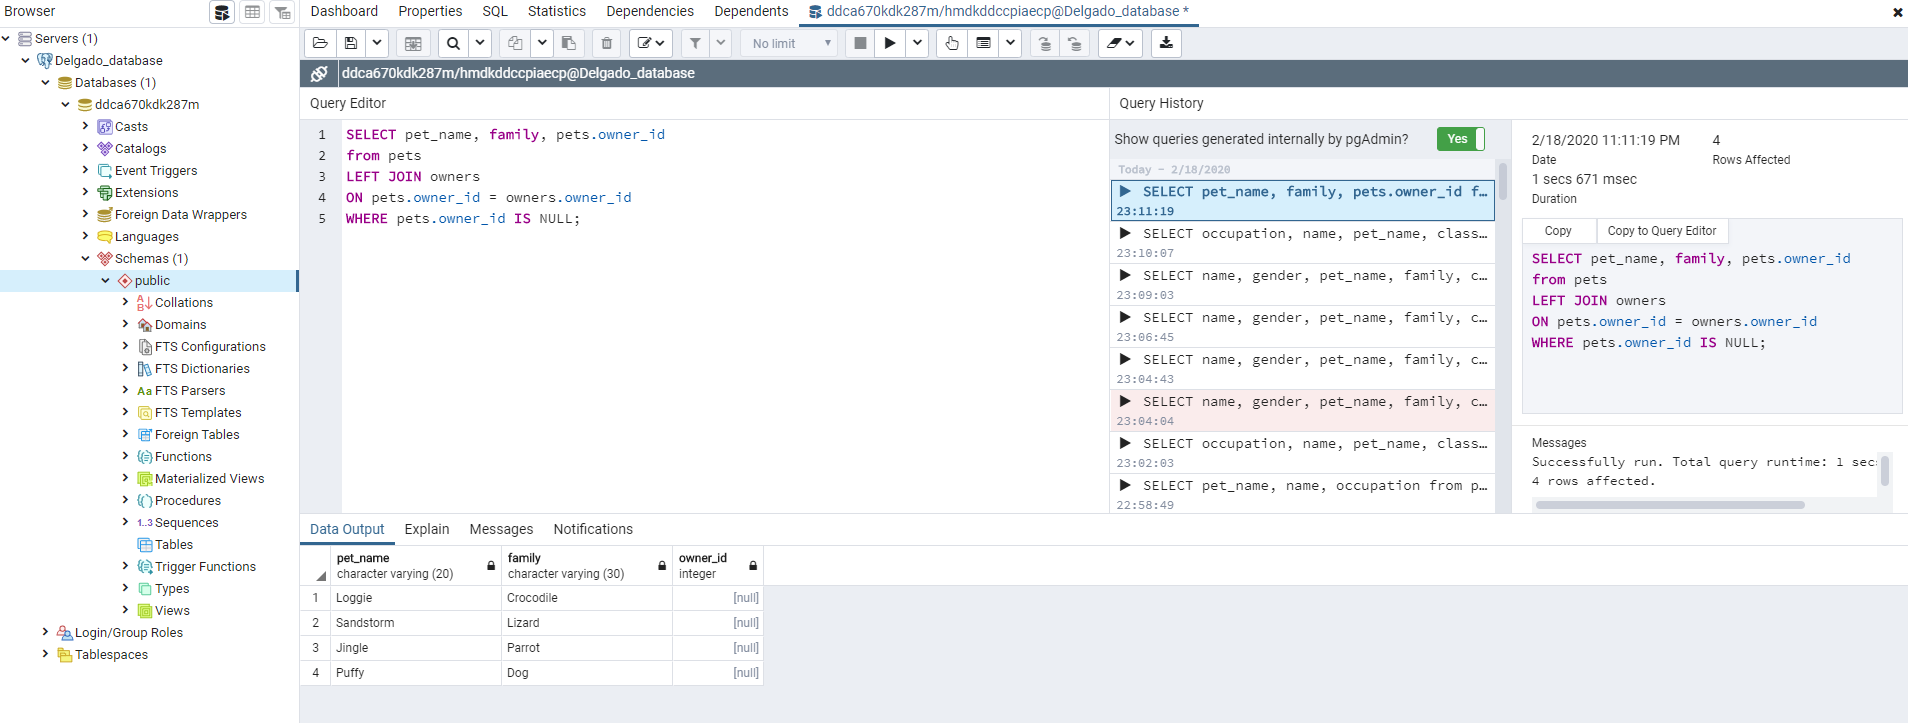 Browser
Servers (1)
Delgado_database
Databases (1)
ddca670kdk287m
Casts
Catalogs
Event Triggers
Extensions
Foreign Data Wrappers
Languages
Schemas (1)
public
Collations
Domains
FTS Configurations
FTS Dictionaries
Aa FTS Parsers
FTS Templates
Foreign Tables
Functions
Materialized Views
Procedures
1..3 Sequences
Tables
Trigger Functions
Types
Views
Login/Group Roles
Tablespaces
Dashboard Properties SQL Statistics Dependencies Dependents ddca670kdk287m/hmdkddccpiaecp@Delgado_database *
No limit
ddca670kdk287m/hmdkddccpiaecp@Delgado_database
Query Editor
1 SELECT pet_name, family, pets.owner_id
2 from pets
3 LEFT JOIN owners
4 ON pets.owner_id = owners.owner_id
5 WHERE pets.owner_id IS NULL;
Query History
Show queries generated internally by pgAdmin? Yes
Today - 2/18/2020
SELECT pet_name, family, pets.owner_id f…
23:11:19
SELECT occupation, name, pet_name, class…
23:10:07
SELECT name, gender, pet_name, family, c…
23:09:03
SELECT name, gender, pet_name, family, c…
23:06:45
SELECT name, gender, pet_name, family, c…
23:04:43
SELECT name, gender, pet_name, family, c…
23:04:04
SELECT occupation, name, pet_name, class…
23:02:03
SELECT pet_name, name, occupation from p…
22:58:49
2/18/2020 11:11:19 PM 4
Date Rows Affected
1 secs 671 msec
Duration
Copy Copy to Query Editor
SELECT pet_name, family, pets.owner_id
from pets
LEFT JOIN owners
ON pets.owner_id = owners.owner_id
WHERE pets.owner_id IS NULL;
Messages
Successfully run. Total query runtime: 1 sec
4 rows affected.
Data Output Explain Messages Notifications
pet_name family owner_id
character varying (20) character varying (30) integer
1 Loggie Crocodile [null]
2 Sandstorm Lizard [null]
3 Jingle Parrot [null]
4 Puffy Dog [null]